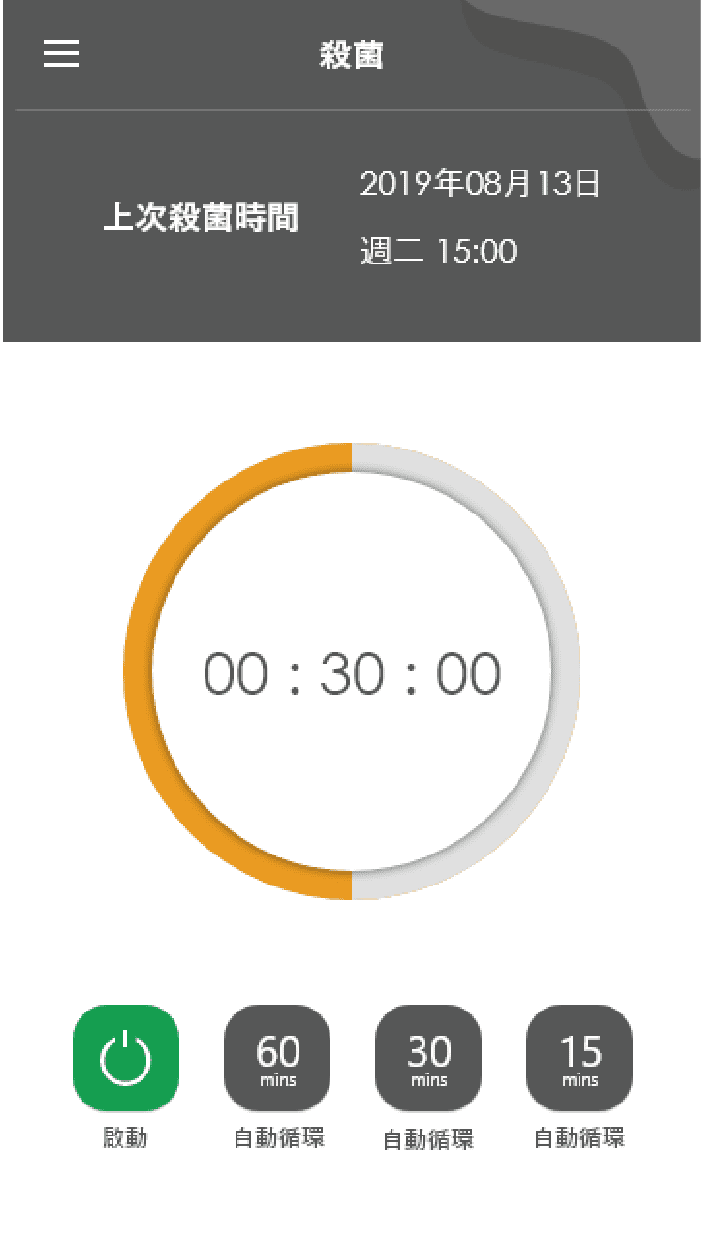 殺菌
上次殺菌時間
2019年08月13日
週二 15:00
00 : 30 : 00
60
mins
30
mins
15
mins
啟動
自動循環
自動循環
自動循環